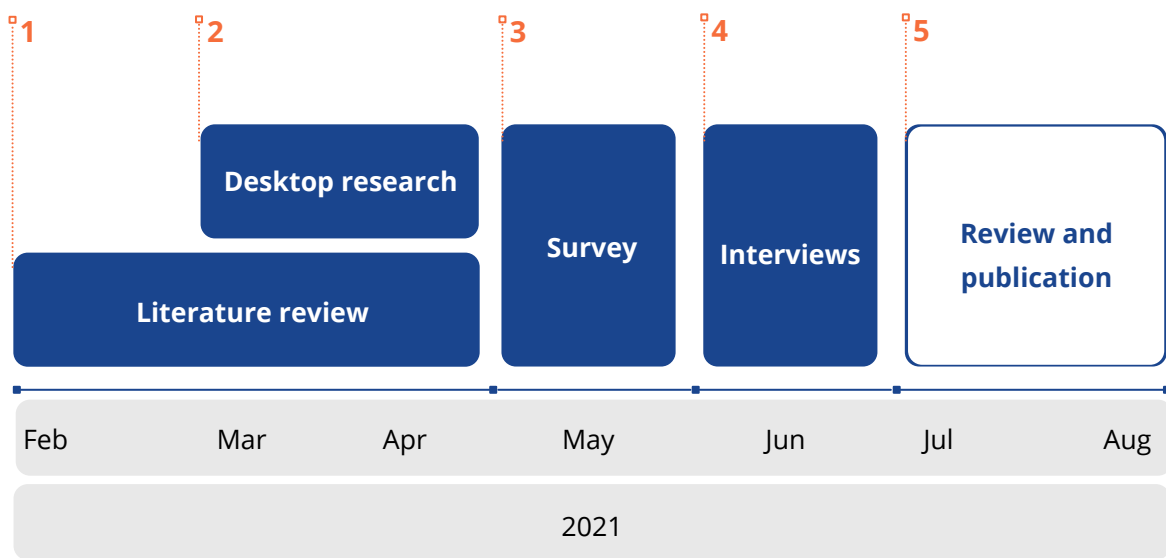 1
2
3
4
5
Desktop research
Literature review
Survey
Interviews
Review and
publication
Feb Mar Apr May Jun Jul Aug
2021